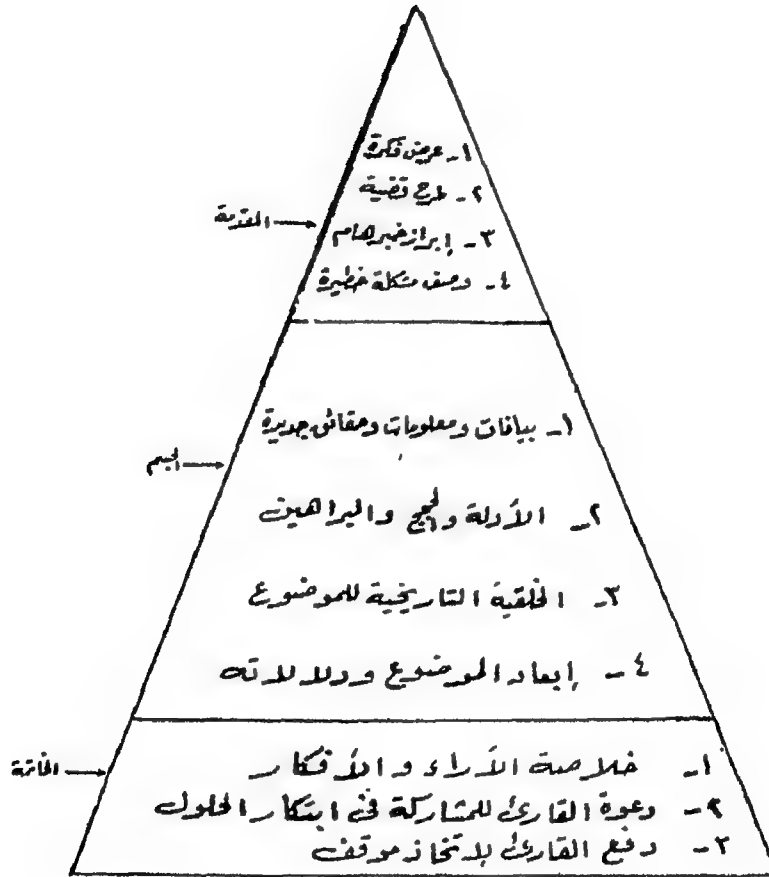 ١- عرض فكرة
٢- طرح قضية
المقدمة
٣- إبراز خبر هام
٤- وصف مشكلة خطيرة
١- بيانات ومعلومات وحقائق جديدة
الجسم
٢- الأدلة والحجج والبراهين
٣- الخلفية التاريخية للموضوع
٤- إبعاد الموضوع ودلالاته
١- خلاصة الآراء والأفكار
الخاتمة
٢- دعوة القارئ للمشاركة فى ابتكار الحلول
٣- دفع القارئ لاتخاذ موقف